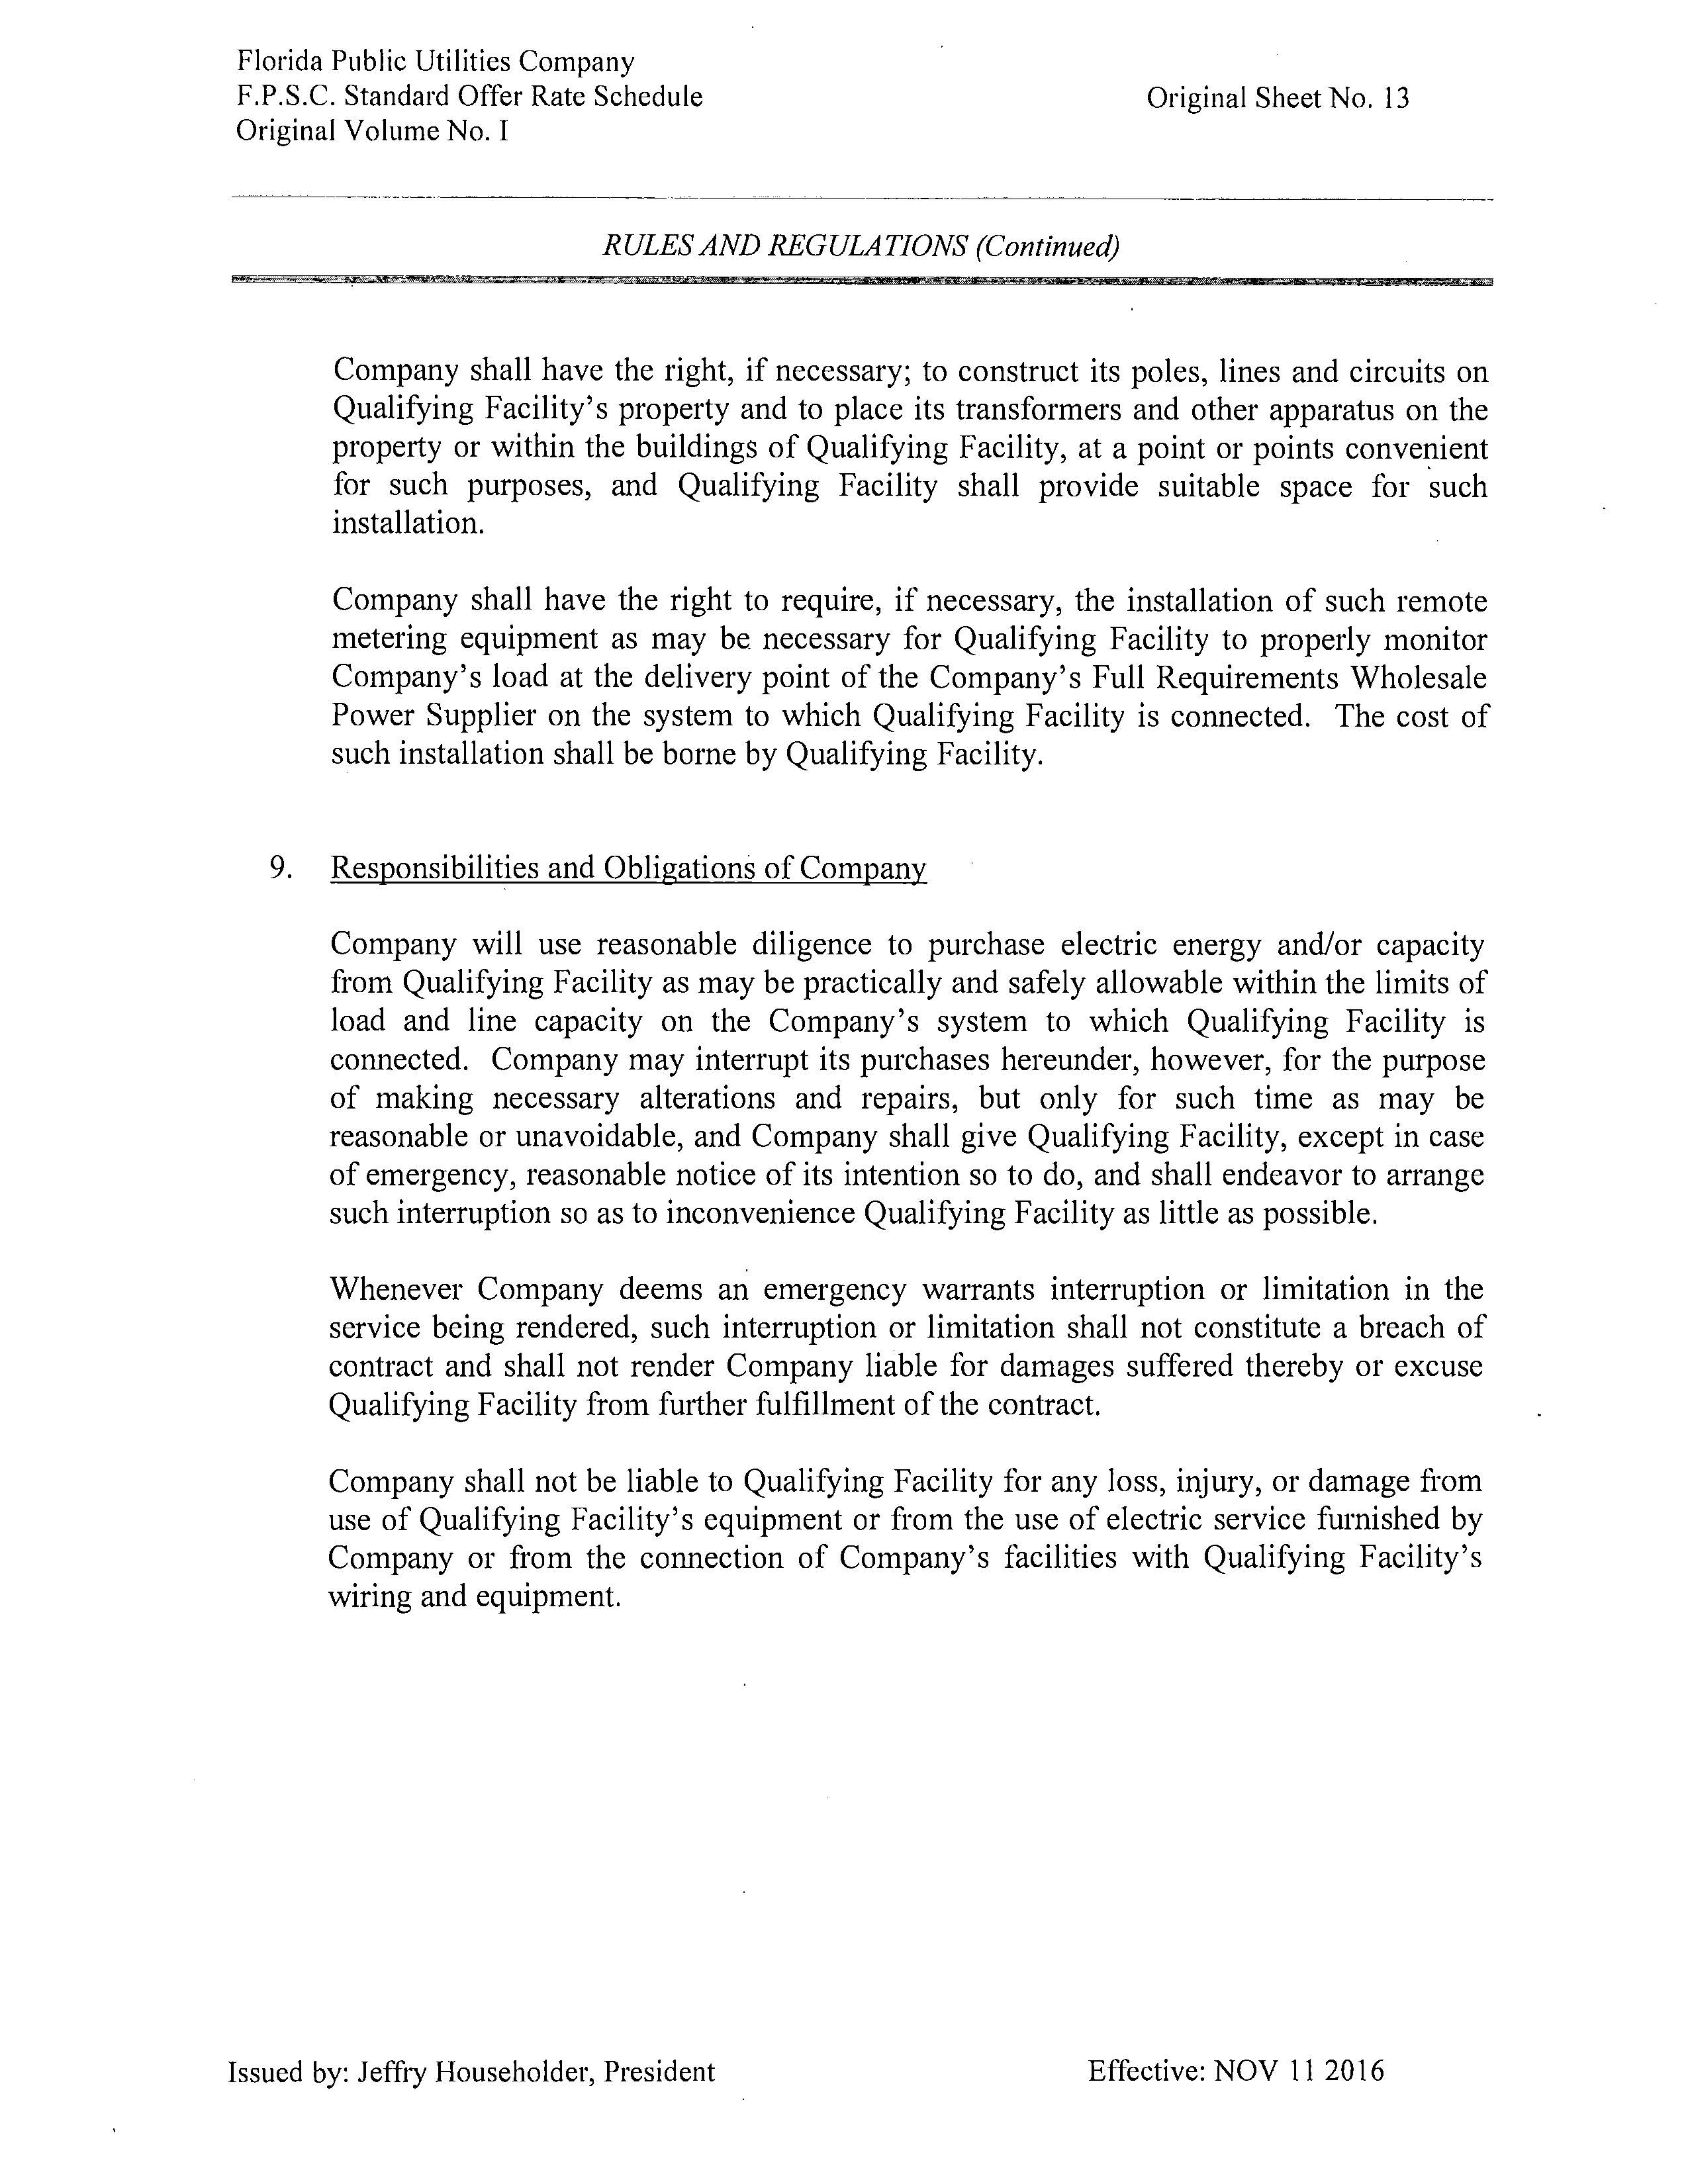 Florida Public Utilities Company
F.P.S.C. Standard Offer Rate Schedule
Original Sheet No. 13
Original Volume No. I
RULES AND REGULATIONS (Continued)
Company shall have the right, if necessary; to construct its poles, lines and circuits on
Qualifying Facility's property and to place its transformers and other apparatus on the
property or within the buildings of Qualifying Facility, at a point or points convenient
for such purposes, and Qualifying Facility shall provide suitable space for such
installation.
Company shall have the right to require, if necessary, the installation of such remote
metering equipment as may be necessary for Qualifying Facility to properly monitor
Company's load at the delivery point of the Company's Full Requirements Wholesale
Power Supplier on the system to which Qualifying Facility is connected. The cost of
such installation shall be borne by Qualifying Facility.
9. Responsibilities and Obligations of Company
Company will use reasonable diligence to purchase electric energy and/or capacity
from Qualifying Facility as may be practically and safely allowable within the limits of
load and line capacity on the Company's system to which Qualifying Facility is
connected. Company may interrupt its purchases hereunder, however, for the purpose
of making necessary alterations and repairs, but only for such time as may be
reasonable or unavoidable, and Company shall give Qualifying Facility, except in case
of emergency, reasonable notice of its intention so to do, and shall endeavor to arrange
such interruption so as to inconvenience Qualifying Facility as little as possible.
Whenever Company deems an emergency warrants interruption or limitation in the
service being rendered, such interruption or limitation shall not constitute a breach of
contract and shall not render Company liable for damages suffered thereby or excuse
Qualifying Facility from further fulfillment of the contract.
Company shall not be liable to Qualifying Facility for any loss, injury, or damage from
use of Qualifying Facility's equipment or from the use of electric service furnished by
Company or from the connection of Company's facilities with Qualifying Facility's
wiring and equipment.
Issued by: Jeffry Householder, President
Effective: NOV 11 2016